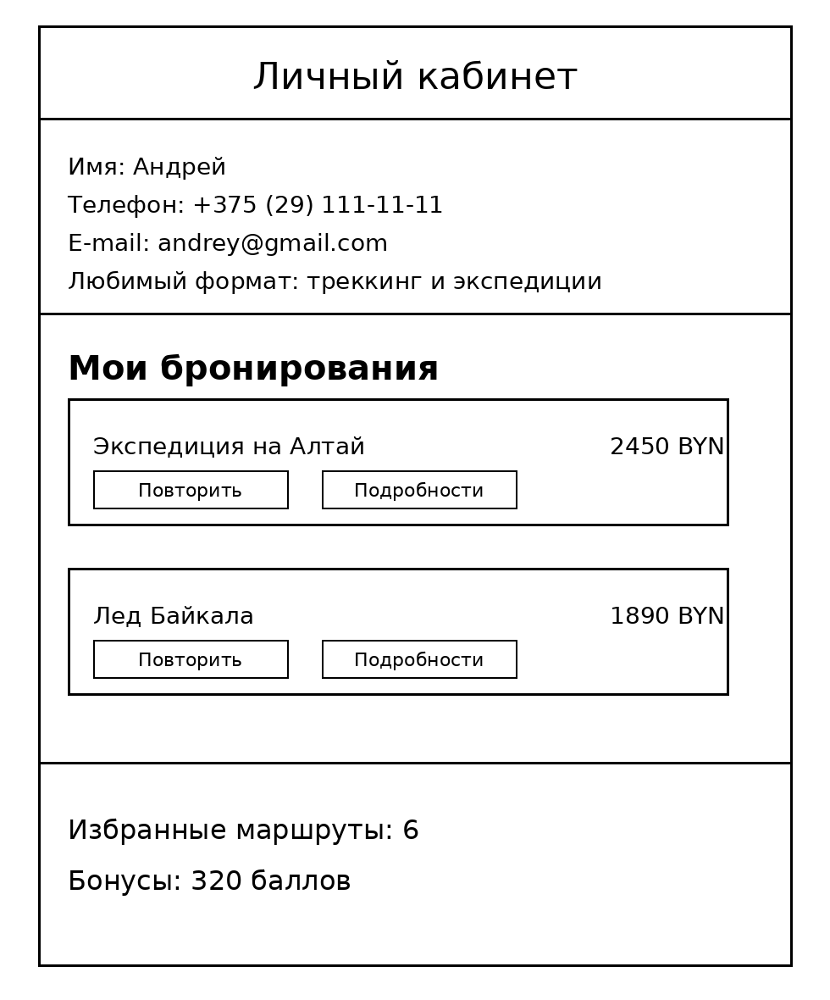 Личный кабинет
Имя: Андрей
Телефон: +375 (29) 111-11-11
E-mail: andrey@gmail.com
Любимый формат: треккинг и экспедиции
Мои бронирования
Экспедиция на Алтай 2450 BYN
Повторить Подробности
Лед Байкала 1890 BYN
Повторить Подробности
Избранные маршруты: 6
Бонусы: 320 баллов